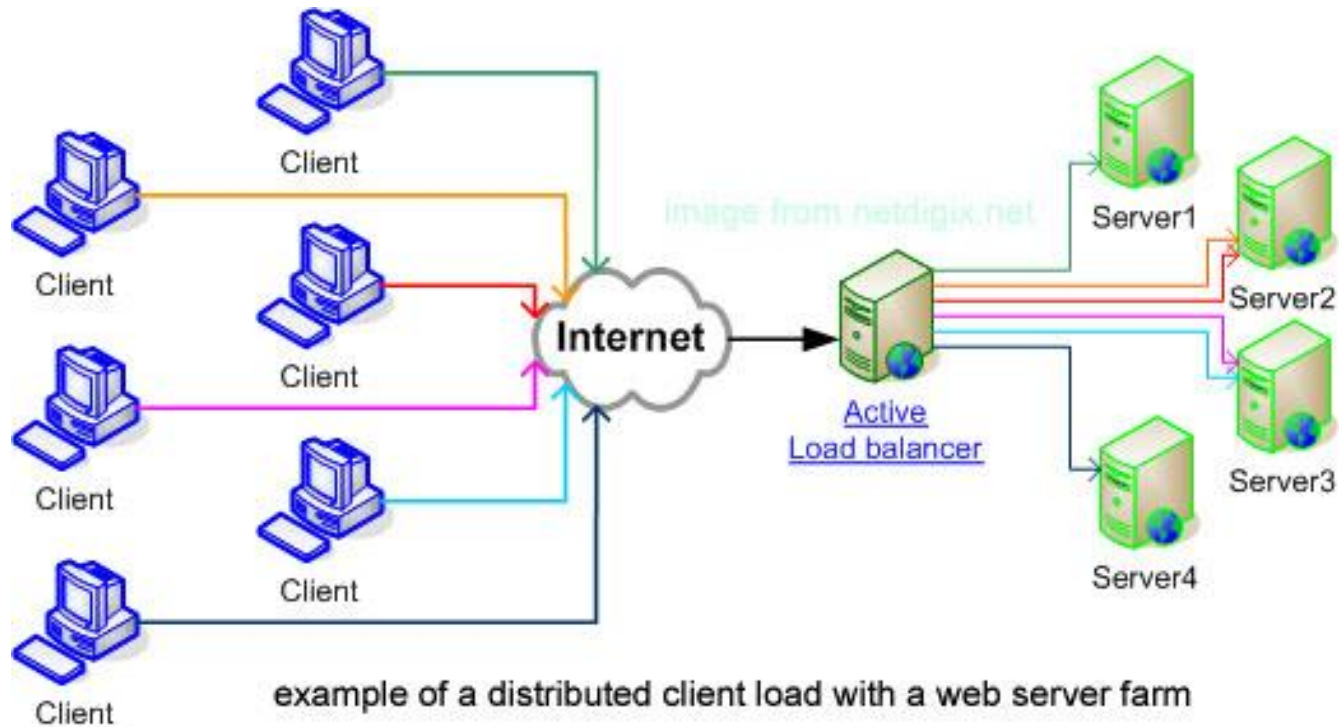 Client
Client
Client
Client
Client
Client
Internet
image from netdigix.net
Active
Load balancer
Server1
Server2
Server3
Server4
example of a distributed client load with a web server farm